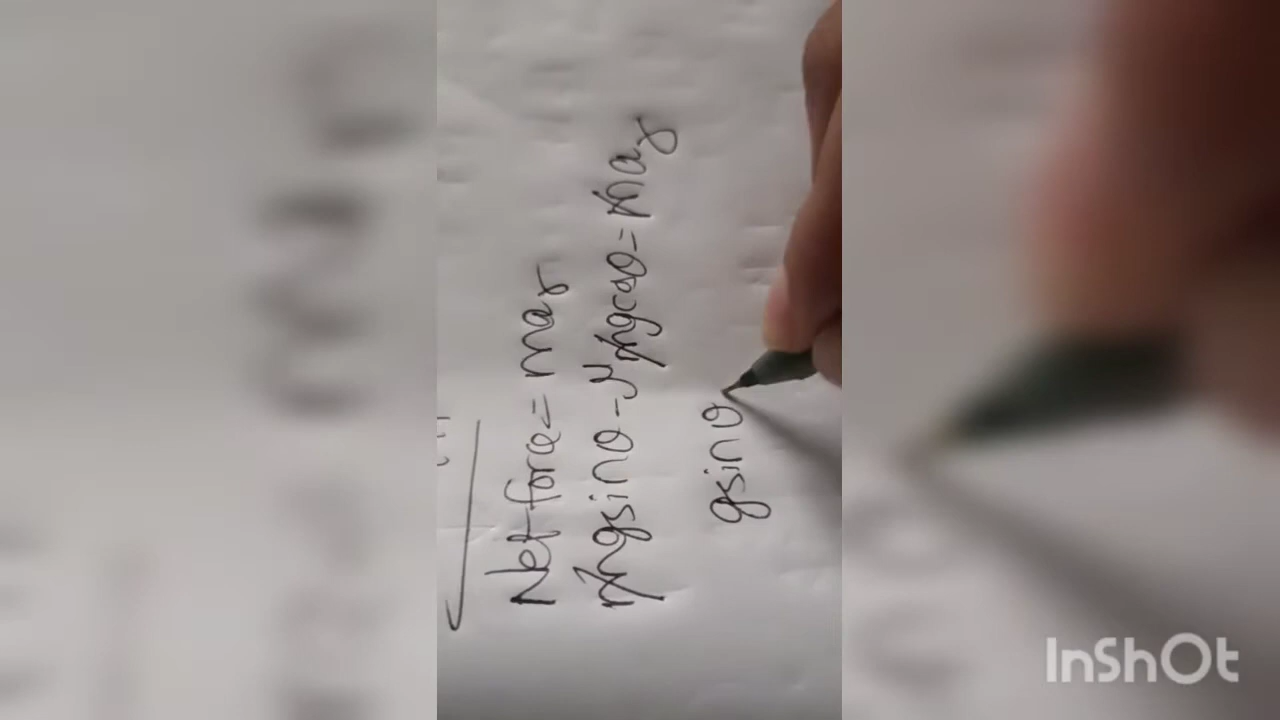 Net force = maₓ
mgsinθ - μmgcosθ = maₓ
gsinθ
InShOt